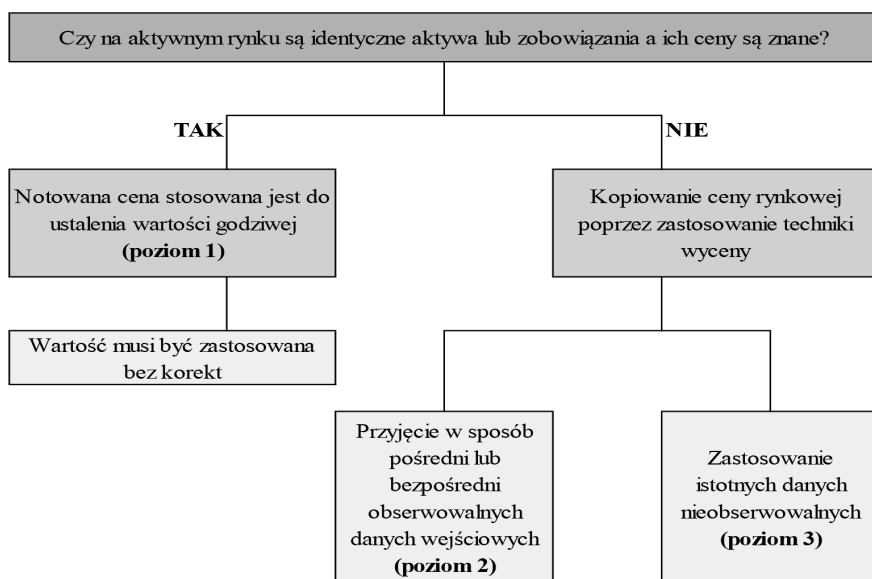 Czy na aktywnym rynku są identyczne aktywa lub zobowiązania a ich ceny są znane?
TAK
NIE
Notowana cena stosowana jest do
ustalenia wartości godziwej
(poziom 1)
Kopiowanie ceny rynkowej
poprzez zastosowanie techniki
wyceny
Wartość musi być zastosowana
bez korekt
Przyjęcie w sposób
pośredni lub
bezpośredni
obserwowalnych
danych wejściowych
(poziom 2)
Zastosowanie
istotnych danych
nieobserwowalnych
(poziom 3)